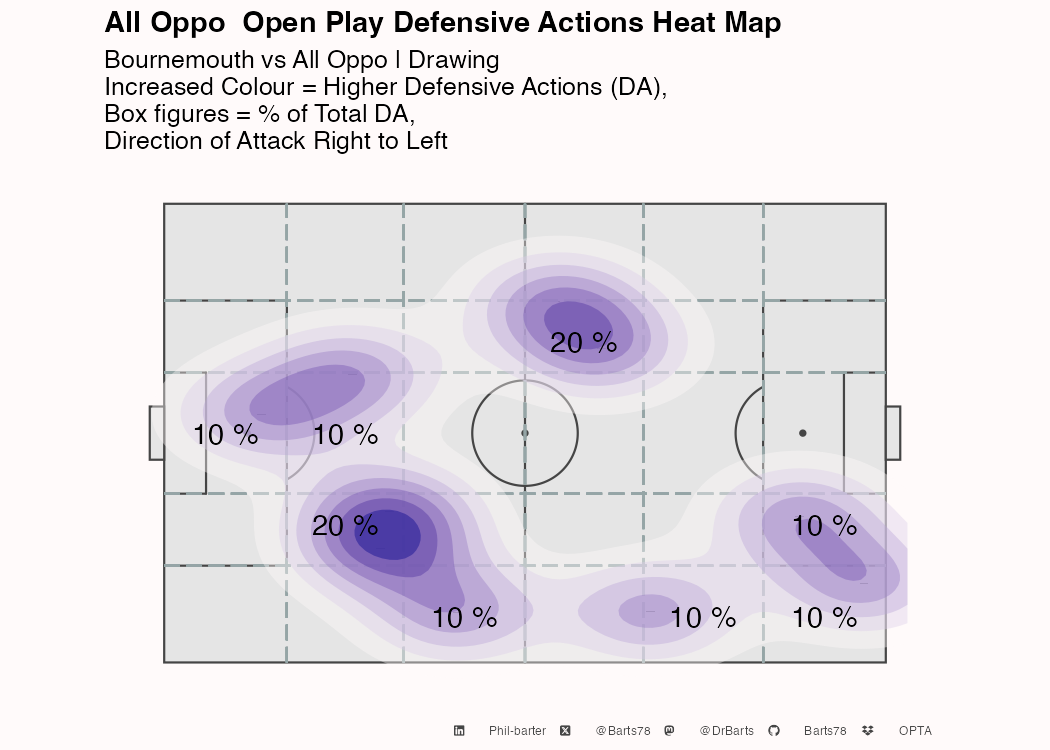 All Oppo  Open Play Defensive Actions Heat Map
Bournemouth vs All Oppo | Drawing
Increased Colour = Higher Defensive Actions (DA),
Box figures = % of Total DA,
Direction of Attack Right to Left
20 %
10 % 10 %
20 % 10 %
10 % 10 % 10 %
Phil-barter @Barts78 @DrBarts Barts78 OPTA